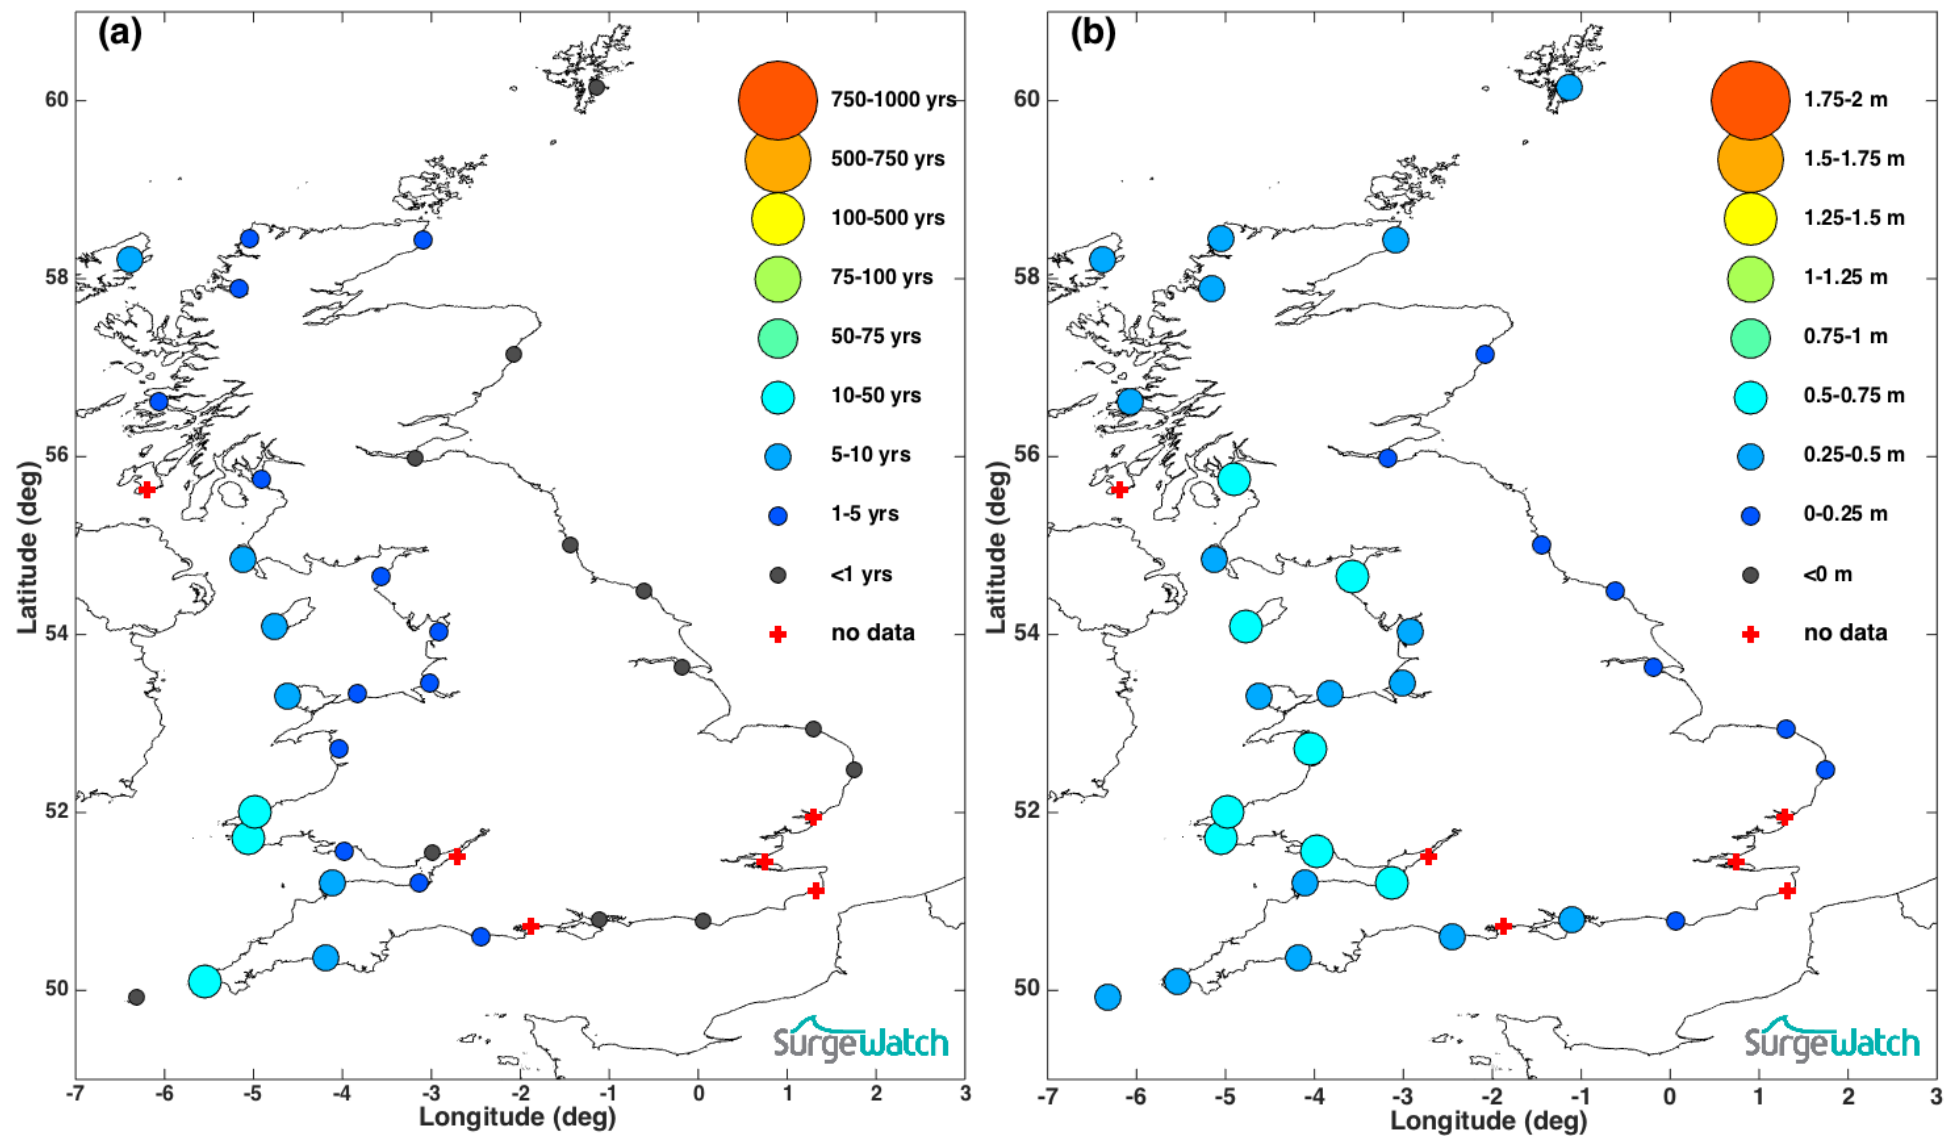 (a)
750-1000 yrs
500-750 yrs
100-500 yrs
75-100 yrs
50-75 yrs
10-50 yrs
5-10 yrs
1-5 yrs
<1 yrs
no data
60
58
56
54
52
50
Latitude (deg)
-7 -6 -5 -4 -3 -2 -1 0 1 2 3
Longitude (deg)
SurgeWatch
(b)
1.75-2 m
1.5-1.75 m
1.25-1.5 m
1-1.25 m
0.75-1 m
0.5-0.75 m
0.25-0.5 m
0-0.25 m
<0 m
no data
60
58
56
54
52
50
Latitude (deg)
-7 -6 -5 -4 -3 -2 -1 0 1 2 3
Longitude (deg)
SurgeWatch